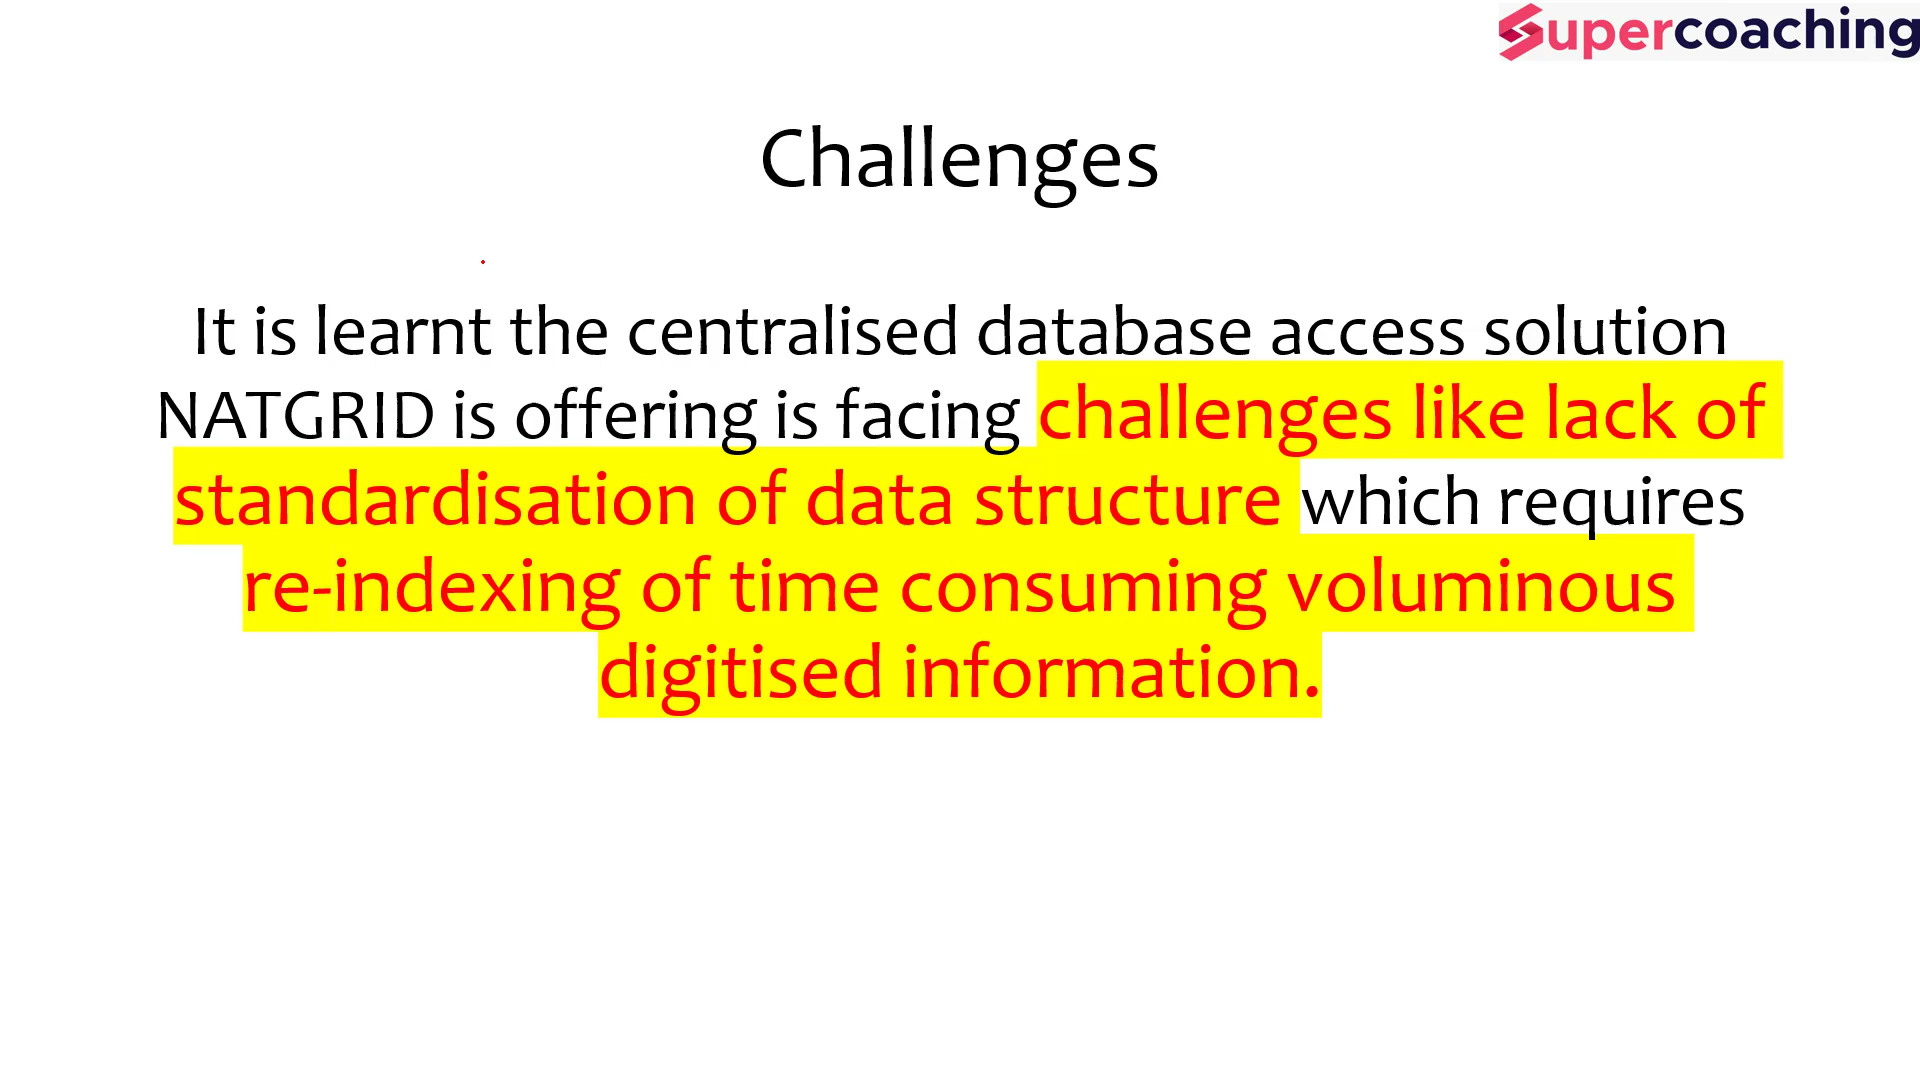 Supercoaching
Challenges
It is learnt the centralised database access solution
NATGRID is offering is facing challenges like lack of
standardisation of data structure which requires
re-indexing of time consuming voluminous
digitised information.